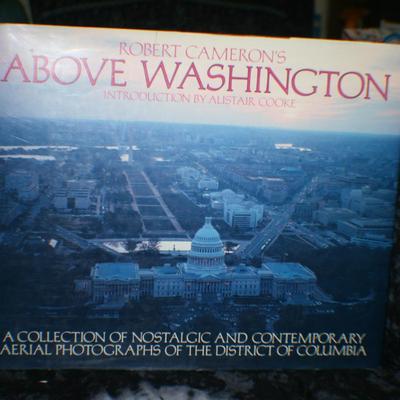 ROBERT CAMERON'S
ABOVE WASHINGTON
INTRODUCTION BY ALISTAIR COOKE
A COLLECTION OF NOSTALGIC AND CONTEMPORARY
AERIAL PHOTOGRAPHS OF THE DISTRICT OF COLUMBIA